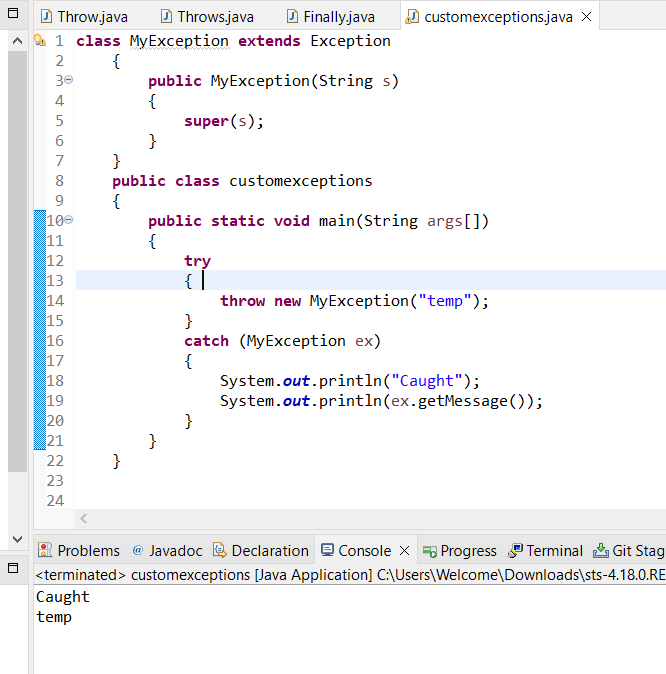 Throw.java Throws.java Finally.java customexceptions.java
1 class MyException extends Exception
2 {
3 public MyException(String s)
4 {
5 super(s);
6 }
7 }
8 public class customexceptions
9 {
10 public static void main(String args[])
11 {
12 try
13 {
14 throw new MyException("temp");
15 }
16 catch (MyException ex)
17 {
18 System.out.println("Caught");
19 System.out.println(ex.getMessage());
20 }
21 }
22 }
23
24
Problems @ Javadoc Declaration Console Progress Terminal Git Stag
<terminated> customexceptions [Java Application] C:\Users\Welcome\Downloads\sts-4.18.0.RE
Caught
temp